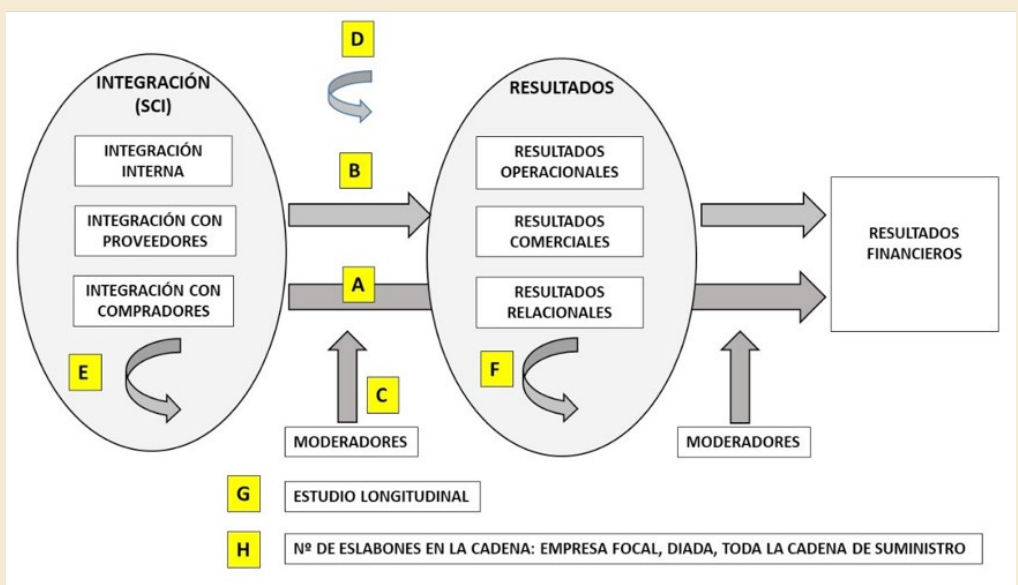 D
INTEGRACIÓN
(SCI)
RESULTADOS
INTEGRACIÓN
INTERNA
INTEGRACIÓN CON
PROVEEDORES
INTEGRACIÓN CON
COMPRADORES
E
B
A
C
MODERADORES
RESULTADOS
OPERACIONALES
RESULTADOS
COMERCIALES
RESULTADOS
RELACIONALES
F
MODERADORES
RESULTADOS
FINANCIEROS
G
ESTUDIO LONGITUDINAL
H
Nº DE ESLABONES EN LA CADENA: EMPRESA FOCAL, DIADA, TODA LA CADENA DE SUMINISTRO